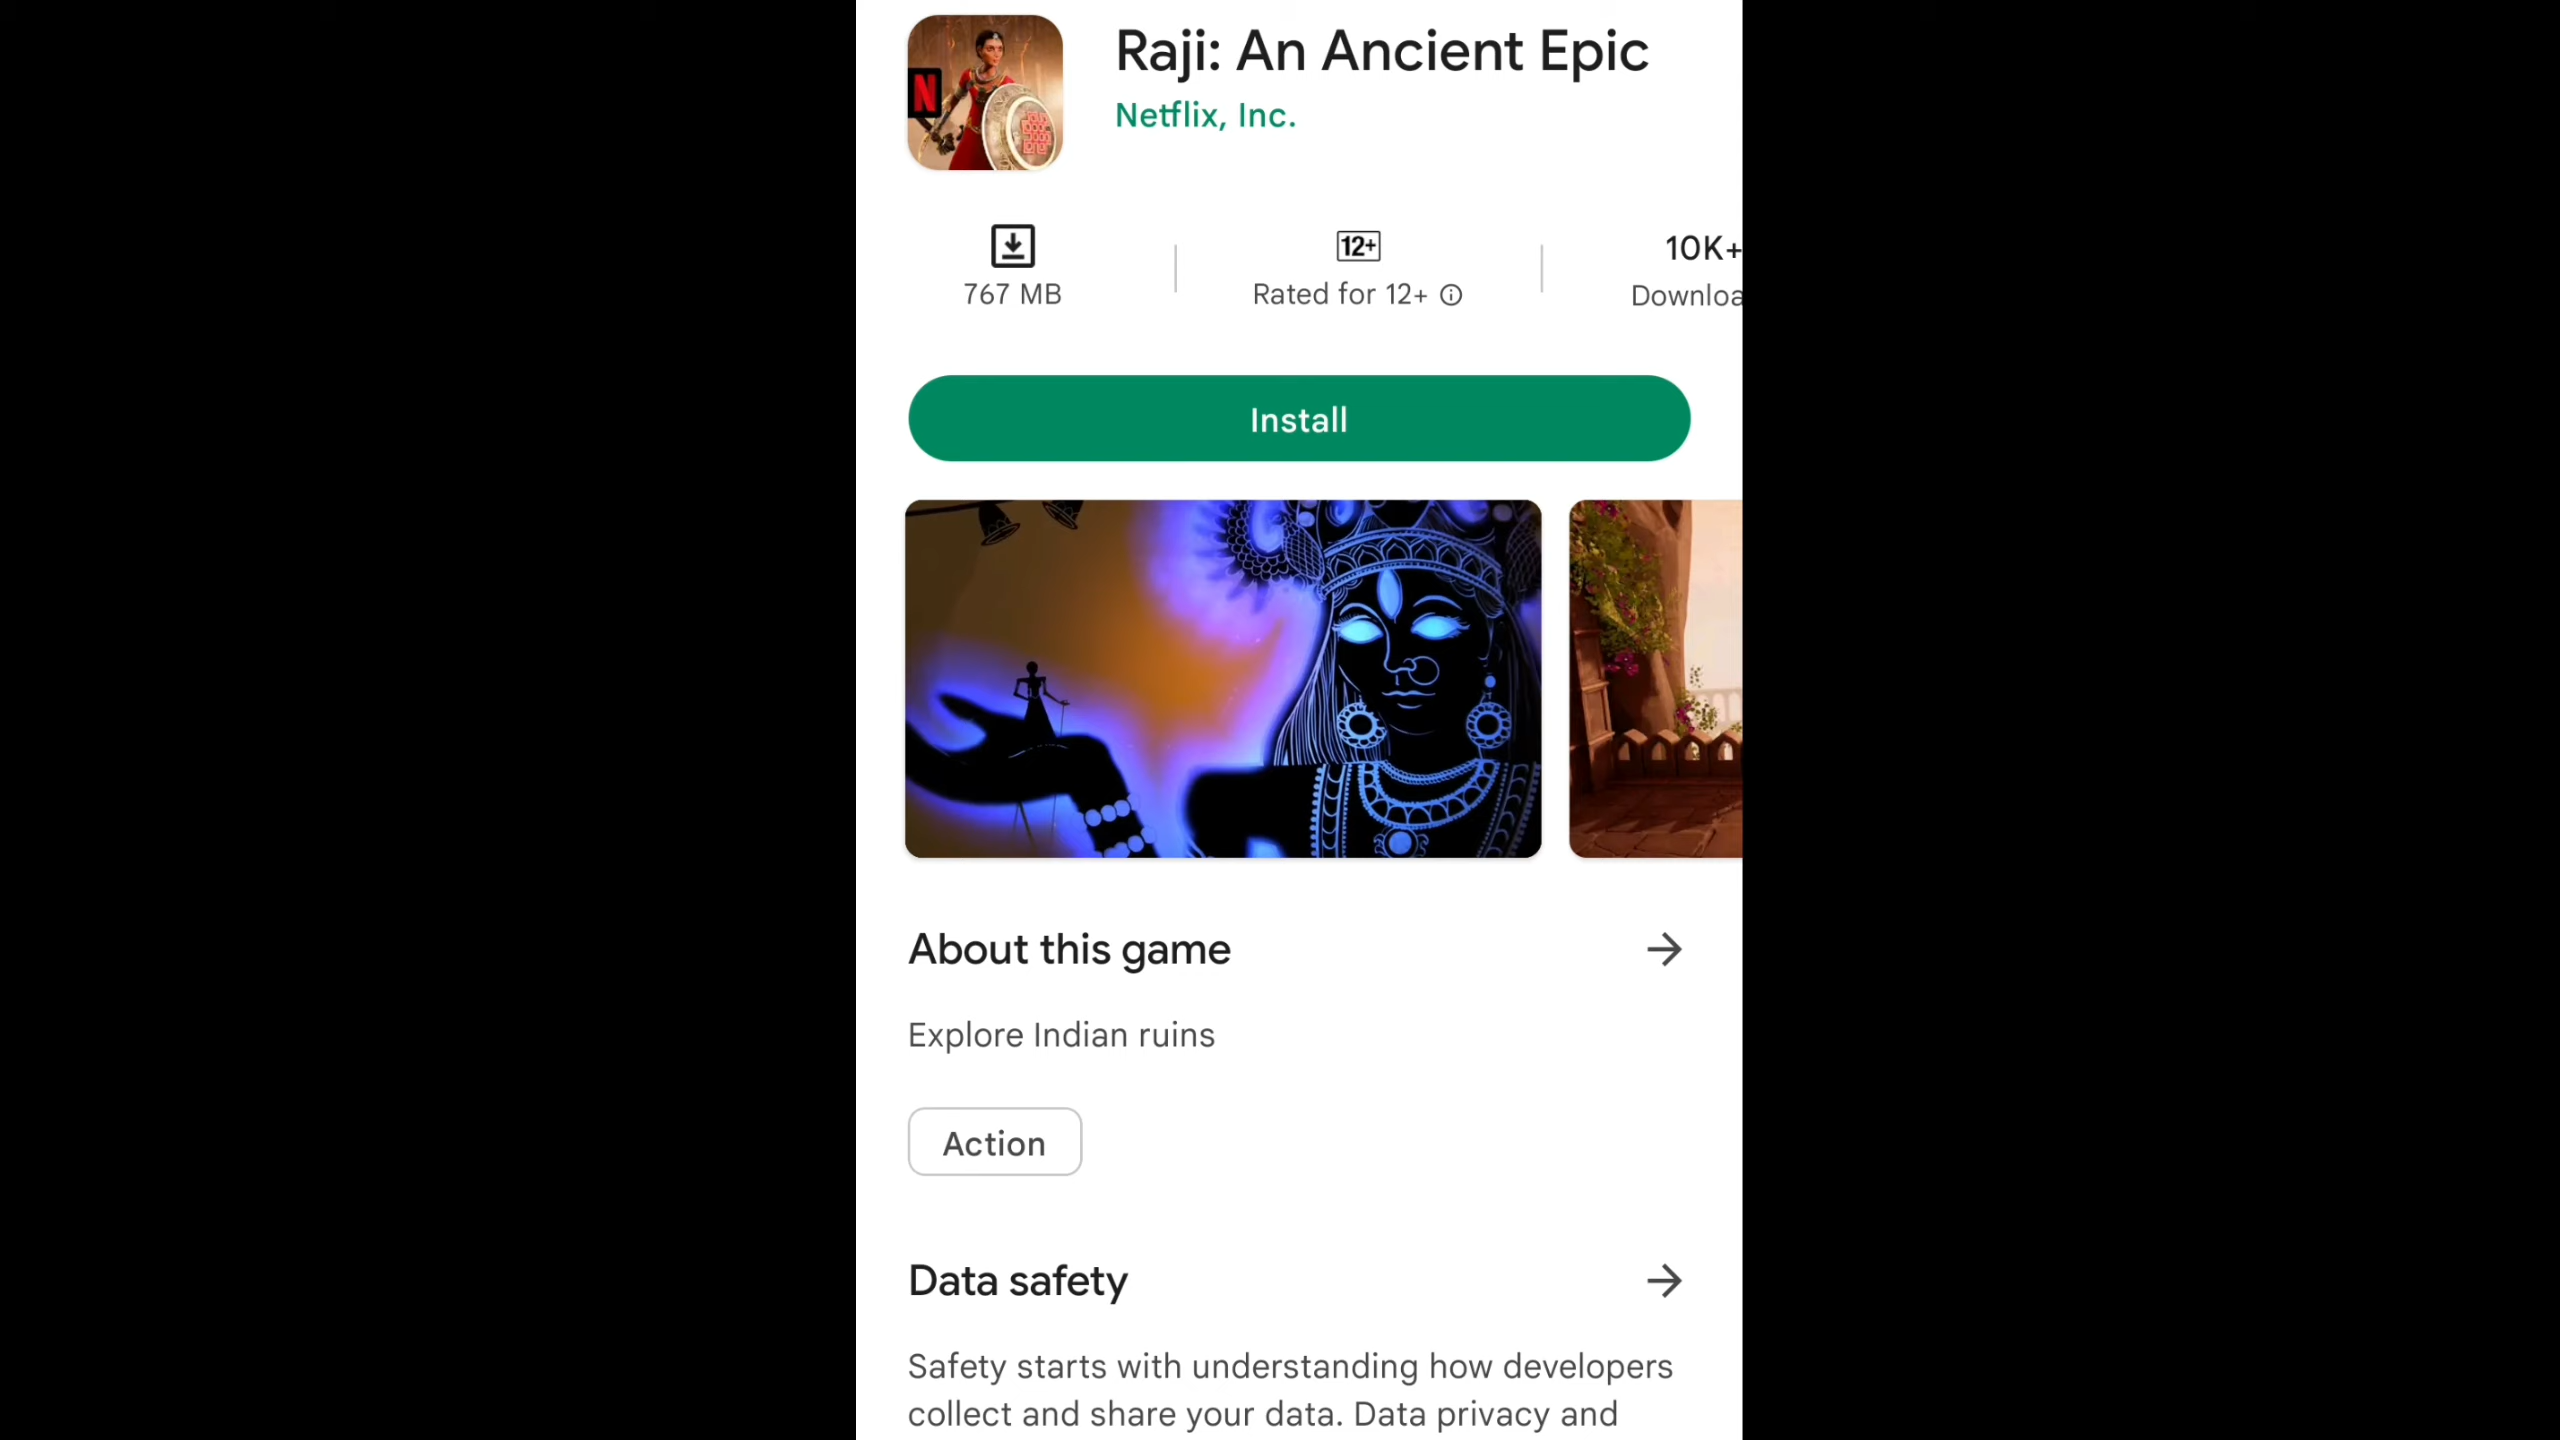 Raji: An Ancient Epic
Netflix, Inc.
N
12+
10K+
767 MB
Rated for 12+
Downloa
Install
About this game
Explore Indian ruins
Action
Data safety
Safety starts with understanding how developers
collect and share your data. Data privacy and